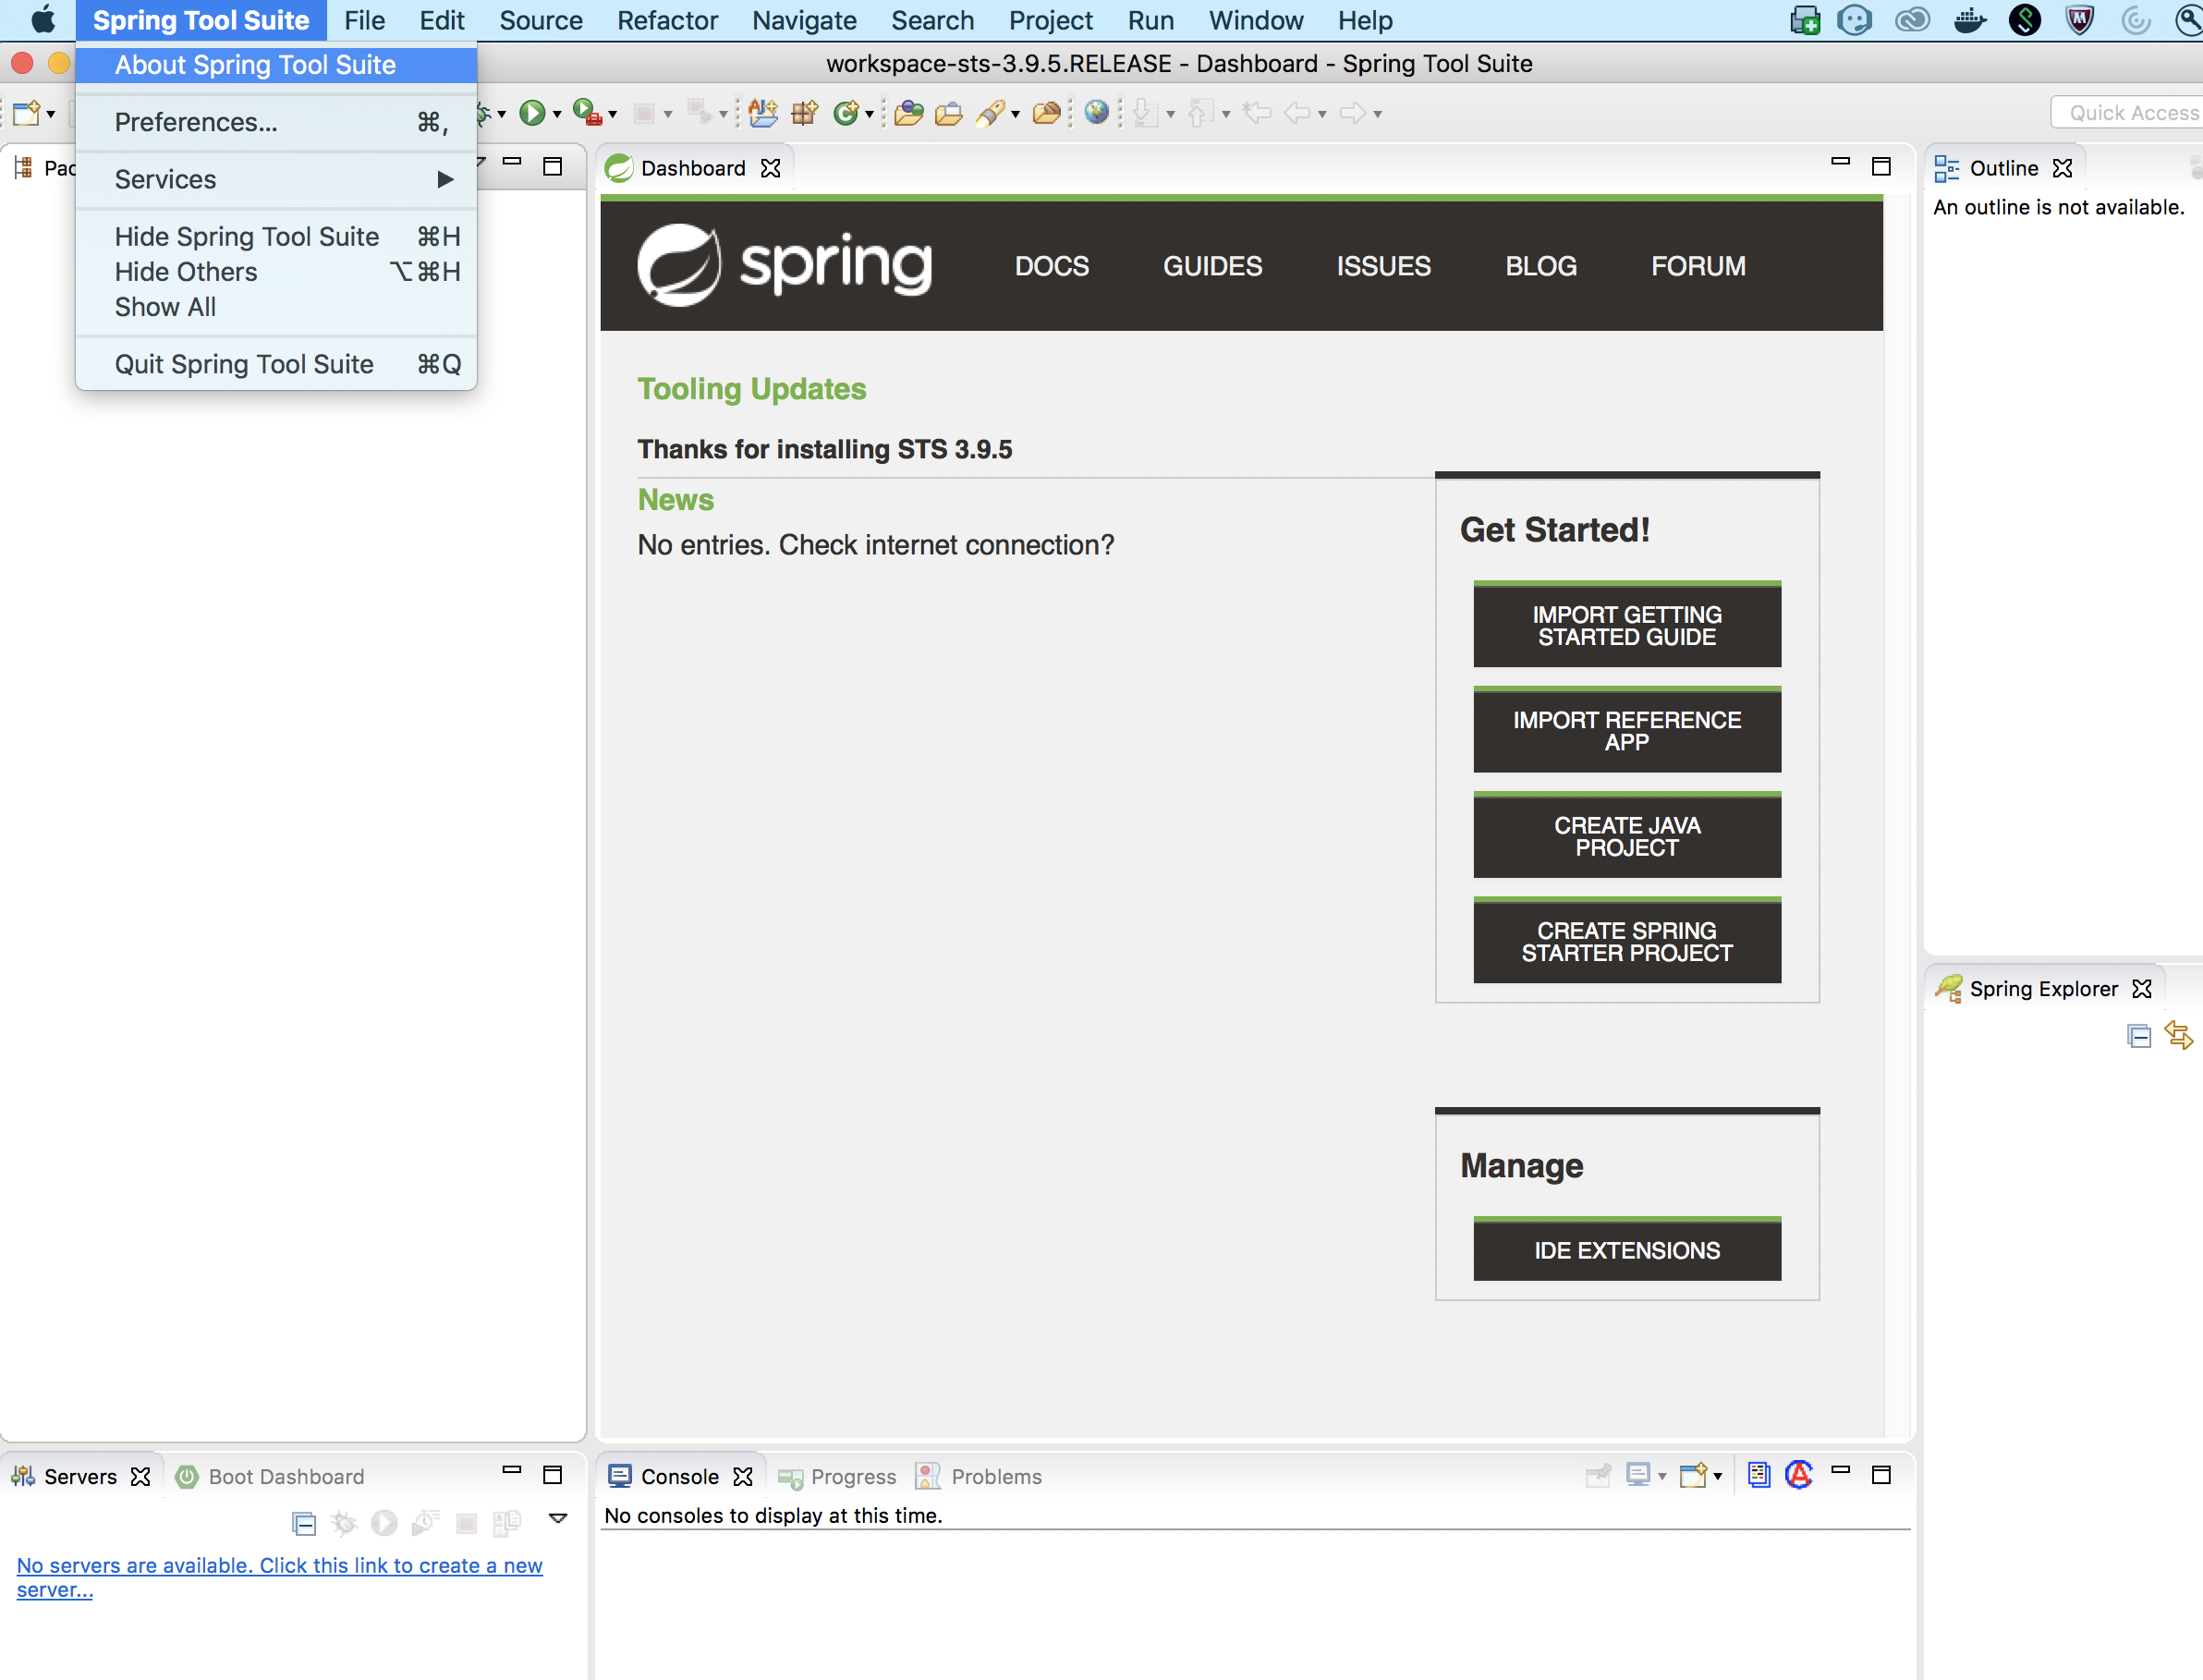 Spring Tool Suite File Edit Source Refactor Navigate Search Project Run Window Help
workspace-sts-3.9.5.RELEASE - Dashboard - Spring Tool Suite
About Spring Tool Suite
Preferences... ⌘,
Services ▶
Hide Spring Tool Suite ⌘H
Hide Others ⌥⌘H
Show All
Quit Spring Tool Suite ⌘Q
Quick Access
Pac
Dashboard
spring DOCS GUIDES ISSUES BLOG FORUM
Tooling Updates
Thanks for installing STS 3.9.5
News
No entries. Check internet connection?
Get Started!
IMPORT GETTING
STARTED GUIDE
IMPORT REFERENCE
APP
CREATE JAVA
PROJECT
CREATE SPRING
STARTER PROJECT
Manage
IDE EXTENSIONS
Outline
An outline is not available.
Spring Explorer
Servers Boot Dashboard
No servers are available. Click this link to create a new
server...
Console Progress Problems
No consoles to display at this time.